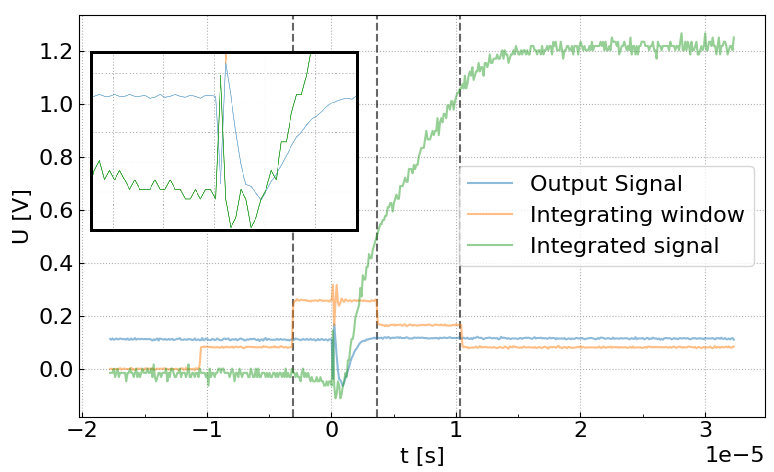 1.2
1.0
0.8
0.6
0.4
0.2
0.0
U [V]
Output Signal
Integrating window
Integrated signal
−2 −1 0 1 2 3
t [s] 1e−5